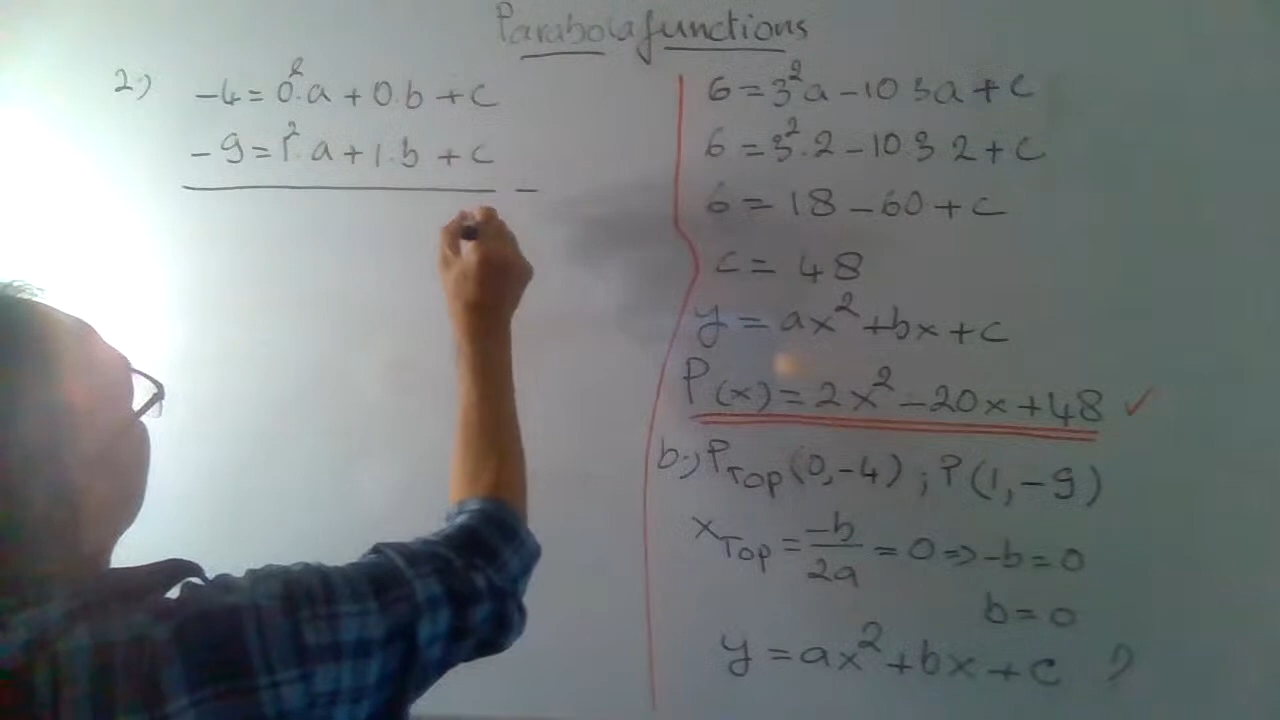 Parabola functions
2) -4=0².a+0.b+c
-9=1².a+1.b+c
-
6=3²a-10 3a+c
6=3².2-10 3 2+c
6=18-60+c
c=48
y=ax²+bx+c
P(x)=2x²-20x+48 ✓
b) P_TOP(0,-4); P(1,-9)
x_TOP=-b/2a=0=>-b=0
b=0
y=ax²+bx+c ?